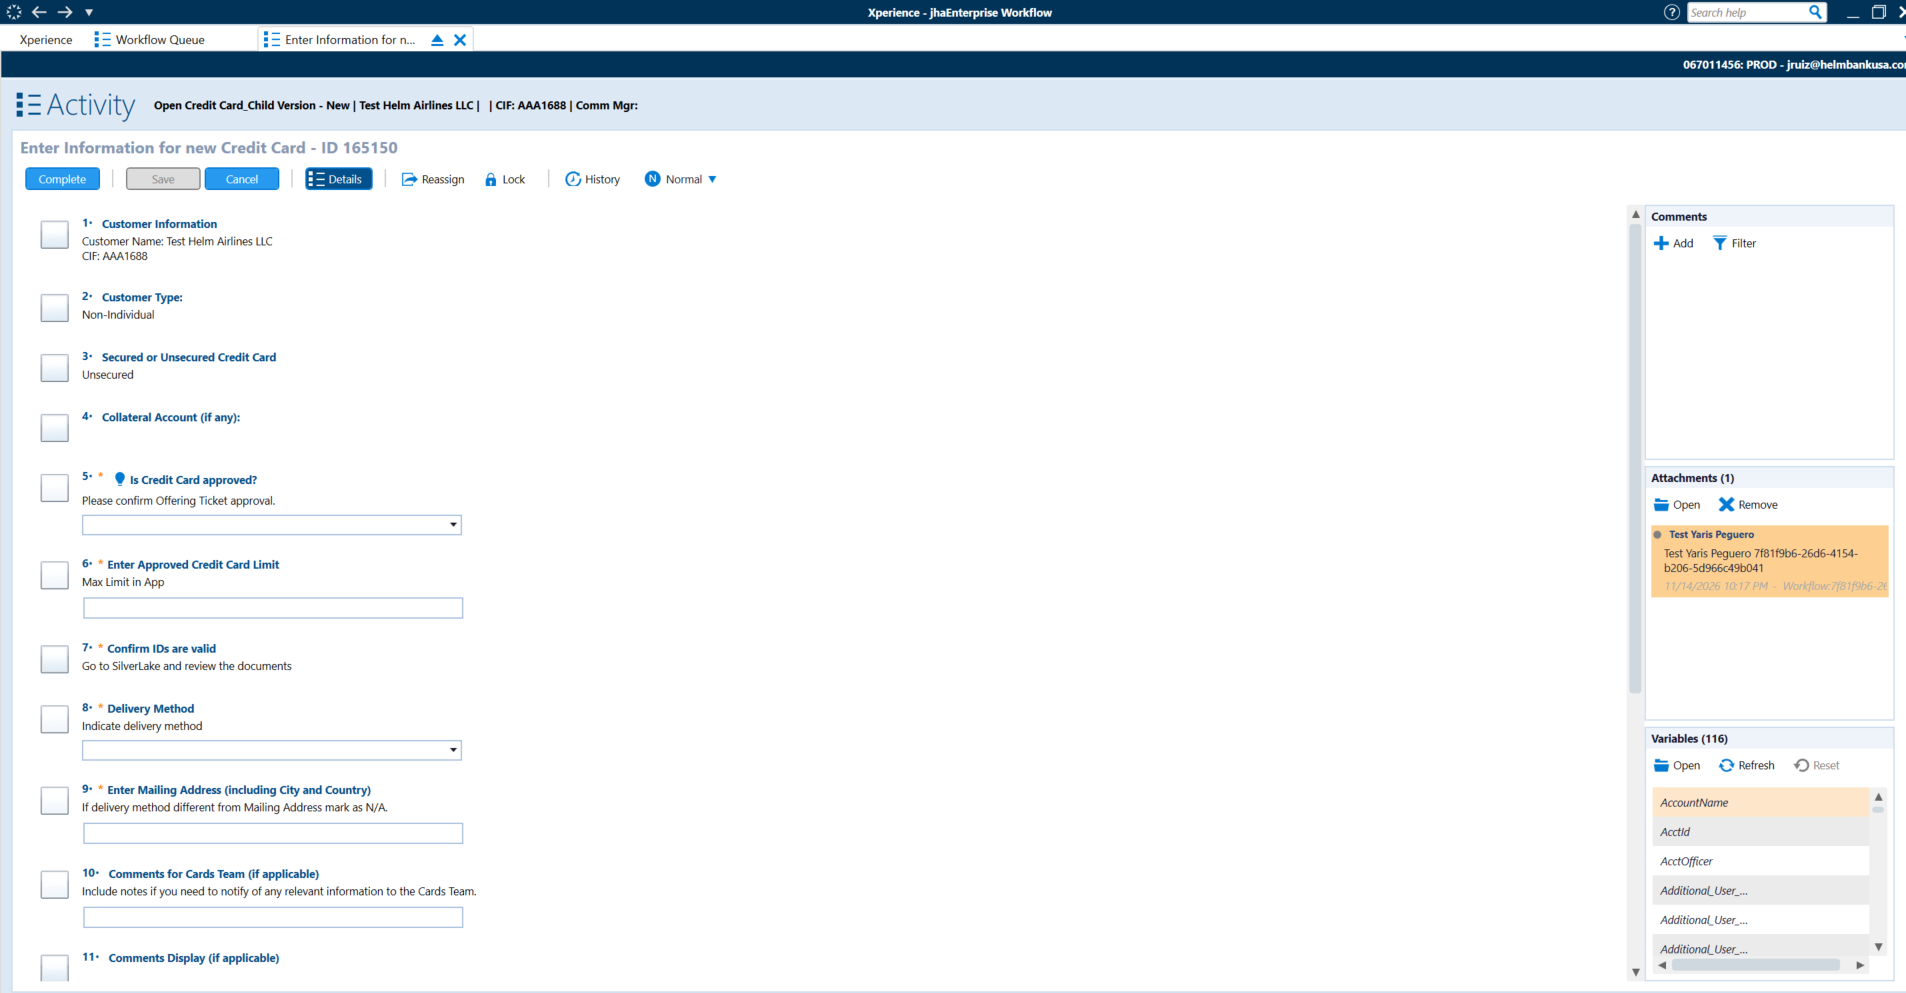 Xperience - jhaEnterprise Workflow
Search help
Xperience
Workflow Queue
Enter Information for n...
067011456: PROD - jruiz@helmbankusa.co
Activity
Open Credit Card_Child Version - New | Test Helm Airlines LLC |   | CIF: AAA1688 | Comm Mgr:
Enter Information for new Credit Card - ID 165150
Complete
Save
Cancel
Details
Reassign
Lock
History
N Normal
1· Customer Information
Customer Name: Test Helm Airlines LLC
CIF: AAA1688
2· Customer Type:
Non-Individual
3· Secured or Unsecured Credit Card
Unsecured
4· Collateral Account (if any):
5· * Is Credit Card approved?
Please confirm Offering Ticket approval.
6· * Enter Approved Credit Card Limit
Max Limit in App
7· * Confirm IDs are valid
Go to SilverLake and review the documents
8· * Delivery Method
Indicate delivery method
9· * Enter Mailing Address (including City and Country)
If delivery method different from Mailing Address mark as N/A.
10· Comments for Cards Team (if applicable)
Include notes if you need to notify of any relevant information to the Cards Team.
11· Comments Display (if applicable)
Comments
Add
Filter
Attachments (1)
Open
Remove
Test Yaris Peguero
Test Yaris Peguero 7f81f9b6-26d6-4154-
b206-5d966c49b041
11/14/2026 10:17 PM - Workflow:7f81f9b6-26
Variables (116)
Open
Refresh
Reset
AccountName
AcctId
AcctOfficer
Additional_User_...
Additional_User_...
Additional_User_...